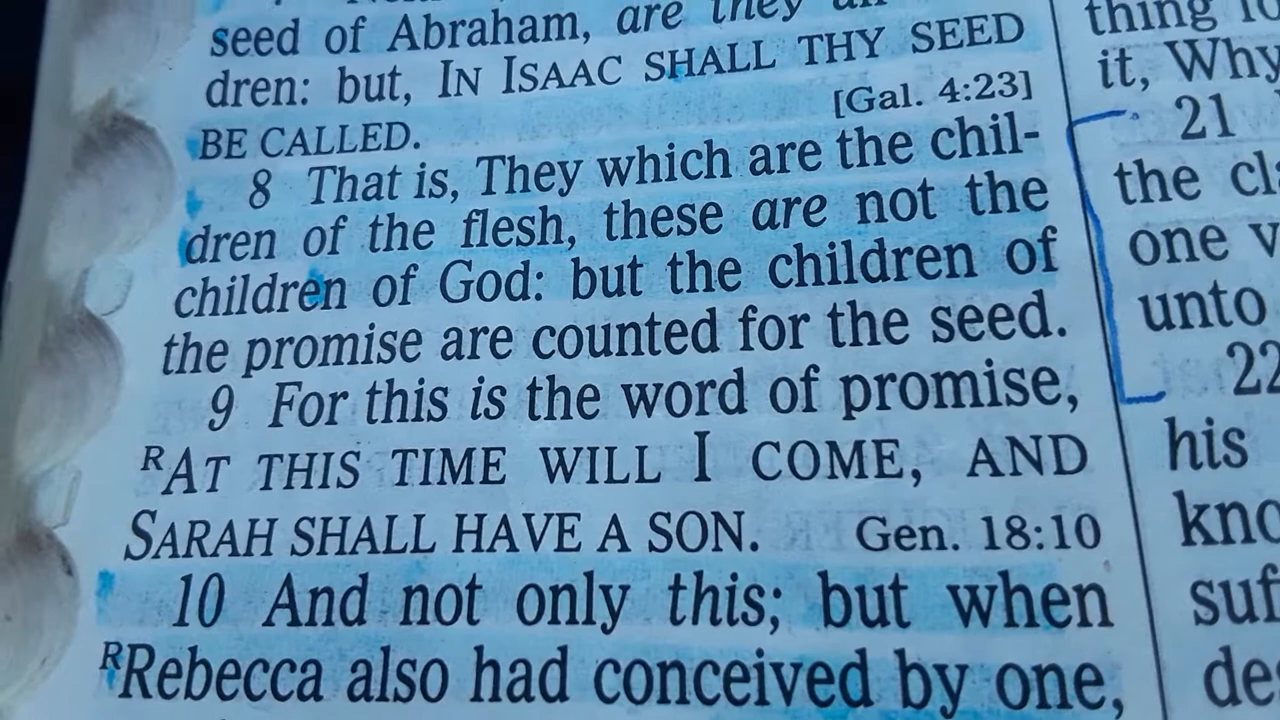 seed of Abraham, are they
dren: but, IN ISAAC SHALL THY SEED
[Gal. 4:23]
BE CALLED.
8 That is, They which are the chil-
dren of the flesh, these are not the
children of God: but the children of
the promise are counted for the seed.
9 For this is the word of promise,
ᴿAT THIS TIME WILL I COME, AND
SARAH SHALL HAVE A SON. Gen. 18:10
10 And not only this; but when
ᴿRebecca also had conceived by one,
thing
it, Why
21
the
one
unto
22
his